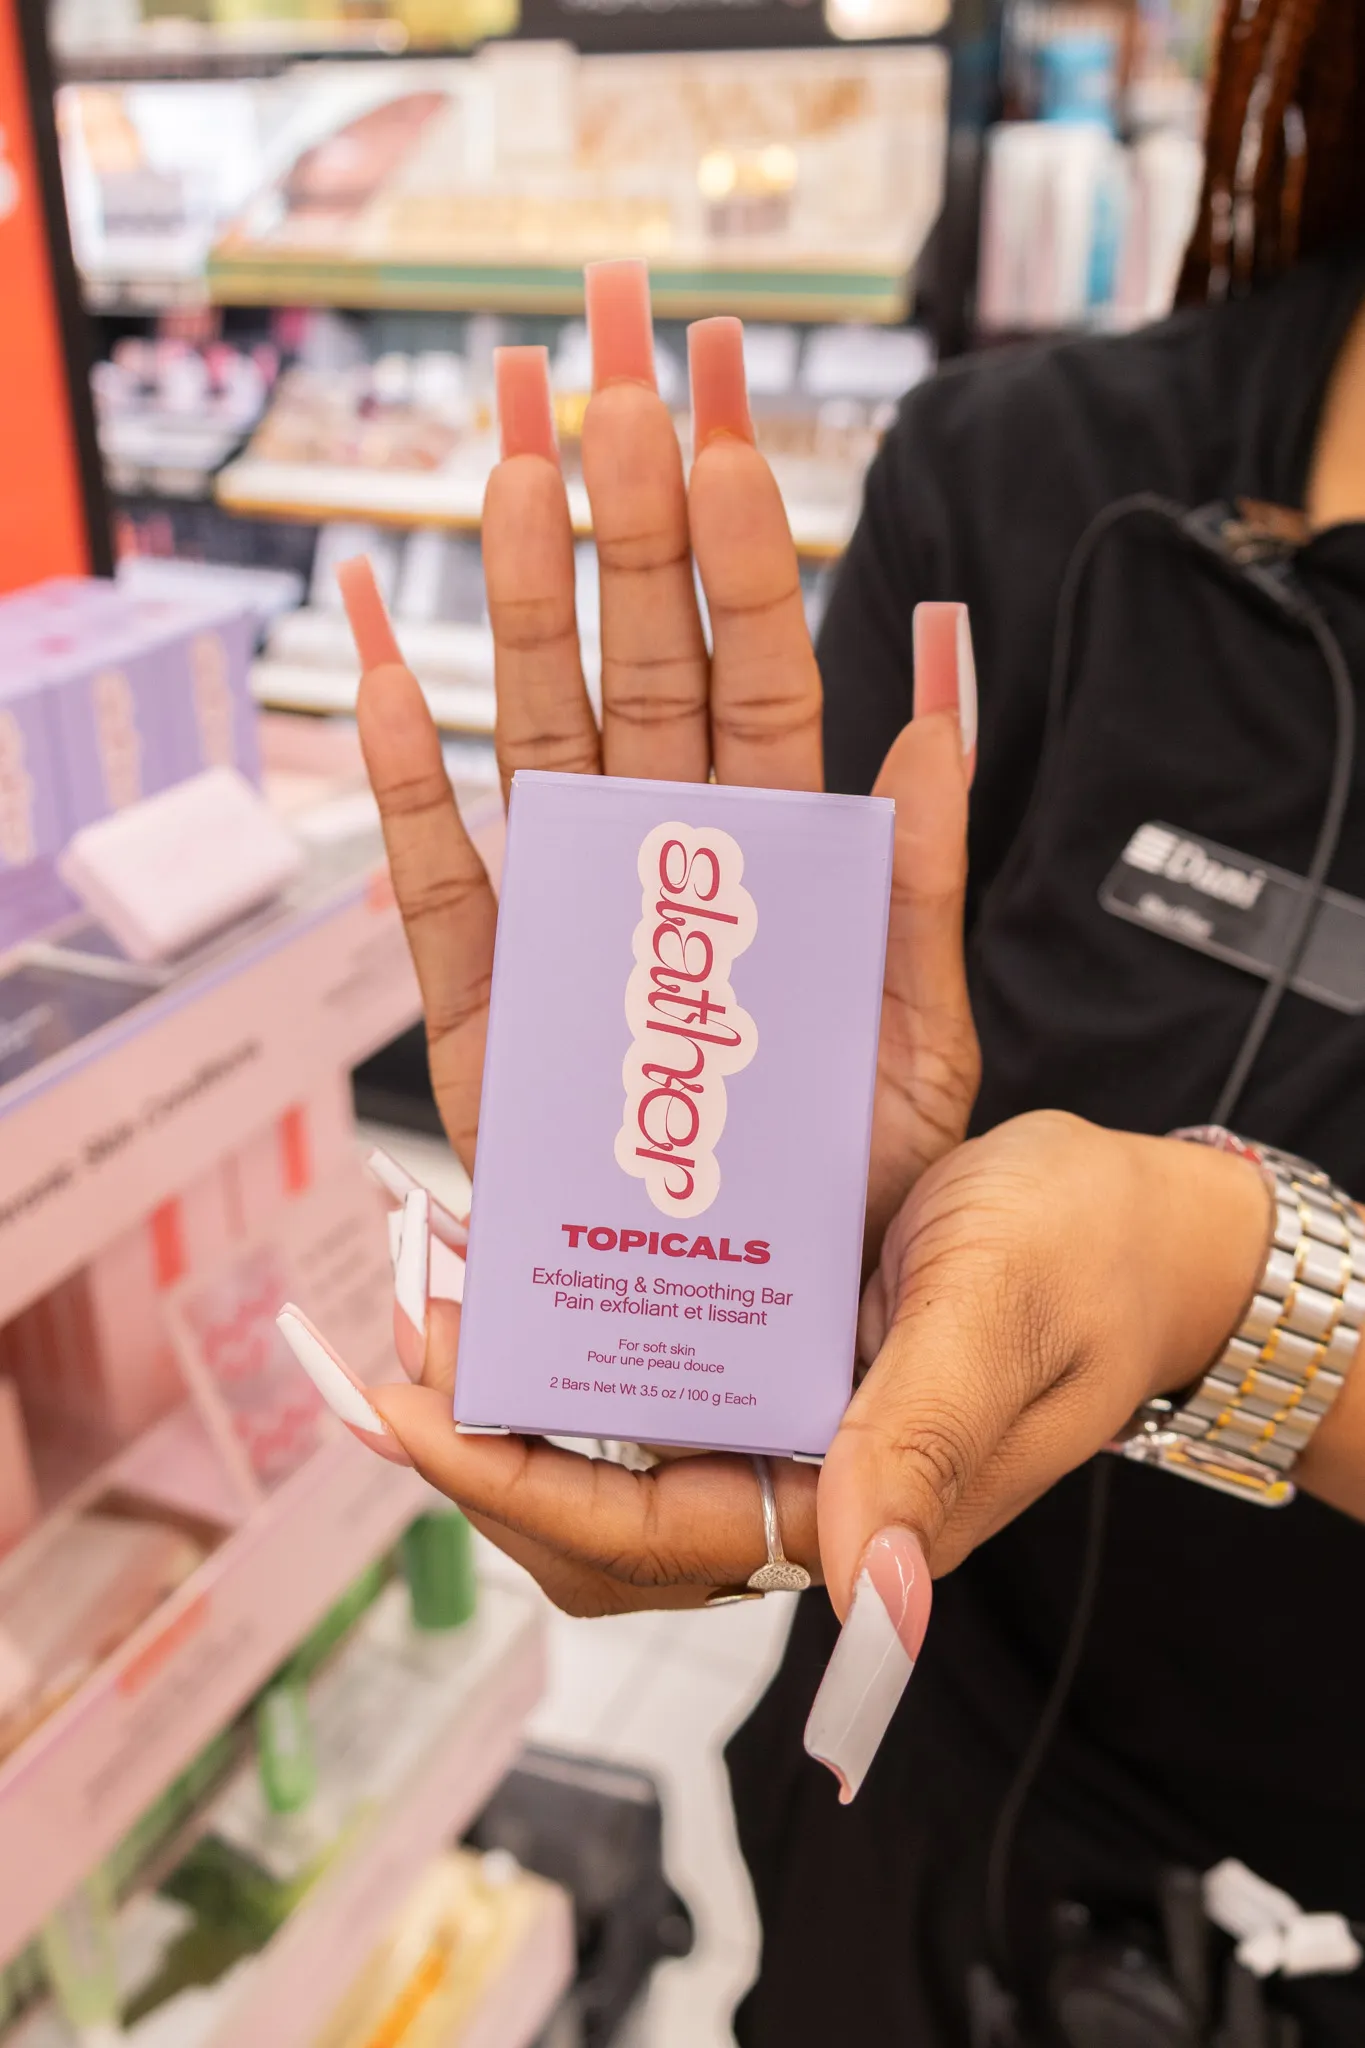 slather
TOPICALS
Exfoliating & Smoothing Bar
Pain exfoliant et lissant
For soft skin
Pour une peau douce
2 Bars Net Wt 3.5 oz / 100 g Each